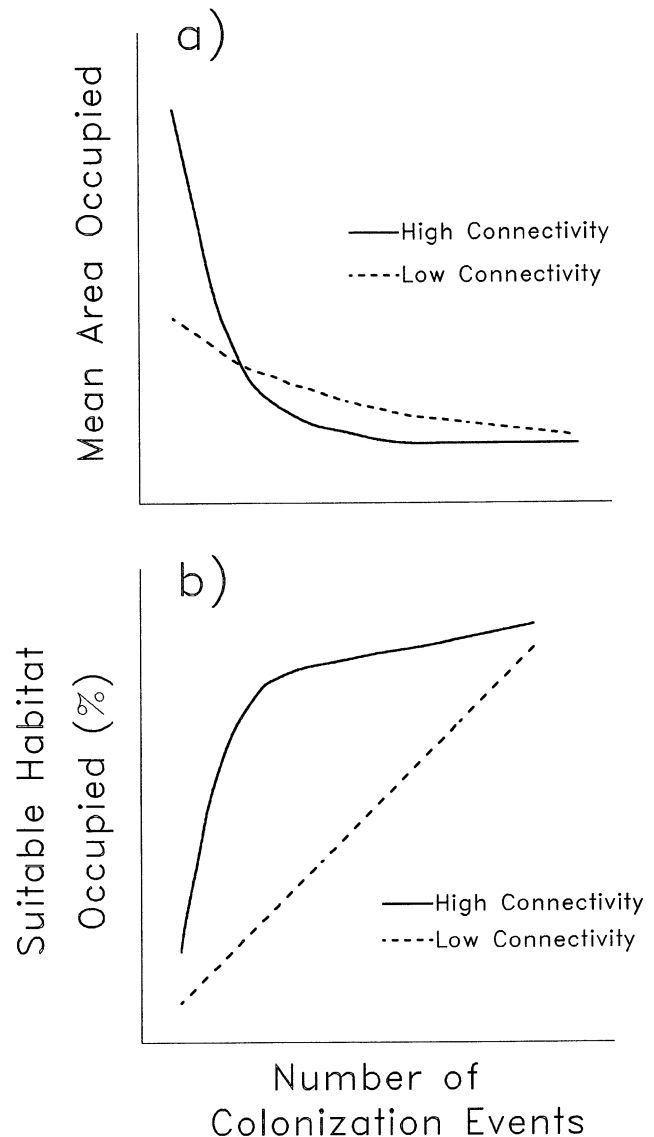 a)
Mean Area Occupied
High Connectivity
Low Connectivity
b)
Suitable Habitat
Occupied (%)
High Connectivity
Low Connectivity
Number of
Colonization Events